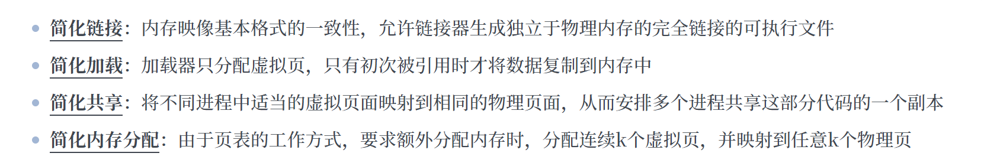 简化链接：内存映像基本格式的一致性，允许链接器生成独立于物理内存的完全链接的可执行文件
简化加载：加载器只分配虚拟页，只有初次被引用时才将数据复制到内存中
简化共享：将不同进程中适当的虚拟页面映射到相同的物理页面，从而安排多个进程共享这部分代码的一个副本
简化内存分配：由于页表的工作方式，要求额外分配内存时，分配连续k个虚拟页，并映射到任意k个物理页